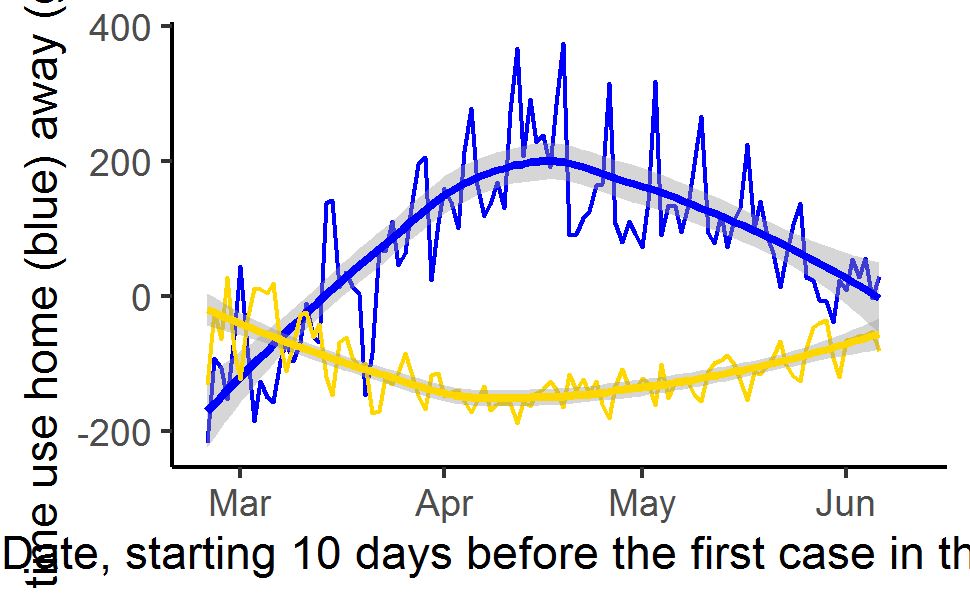 time use home (blue) away (
400
200
0
-200
Mar Apr May Jun
Date, starting 10 days before the first case in th